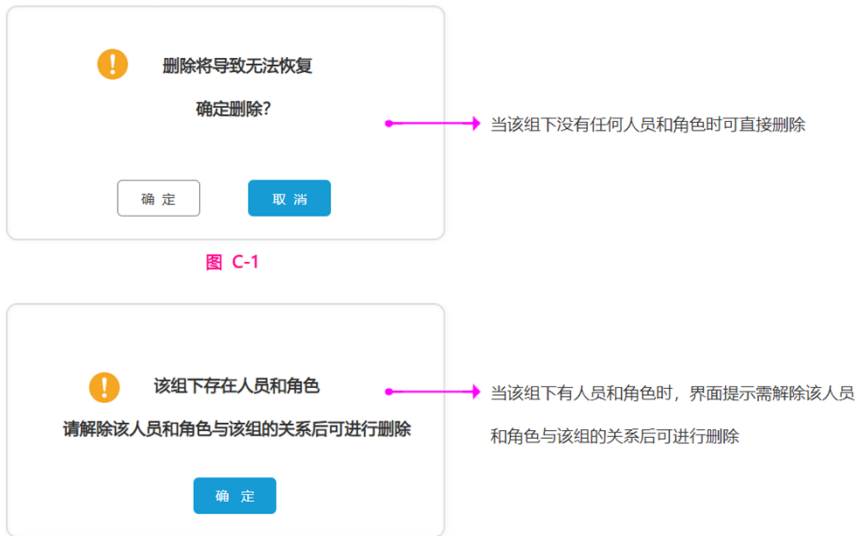 删除将导致无法恢复
确定删除？
当该组下没有任何人员和角色时可直接删除
确 定
取 消
图 C-1
该组下存在人员和角色
请解除该人员和角色与该组的关系后可进行删除
当该组下有人员和角色时，界面提示需解除该人员
和角色与该组的关系后可进行删除
确 定